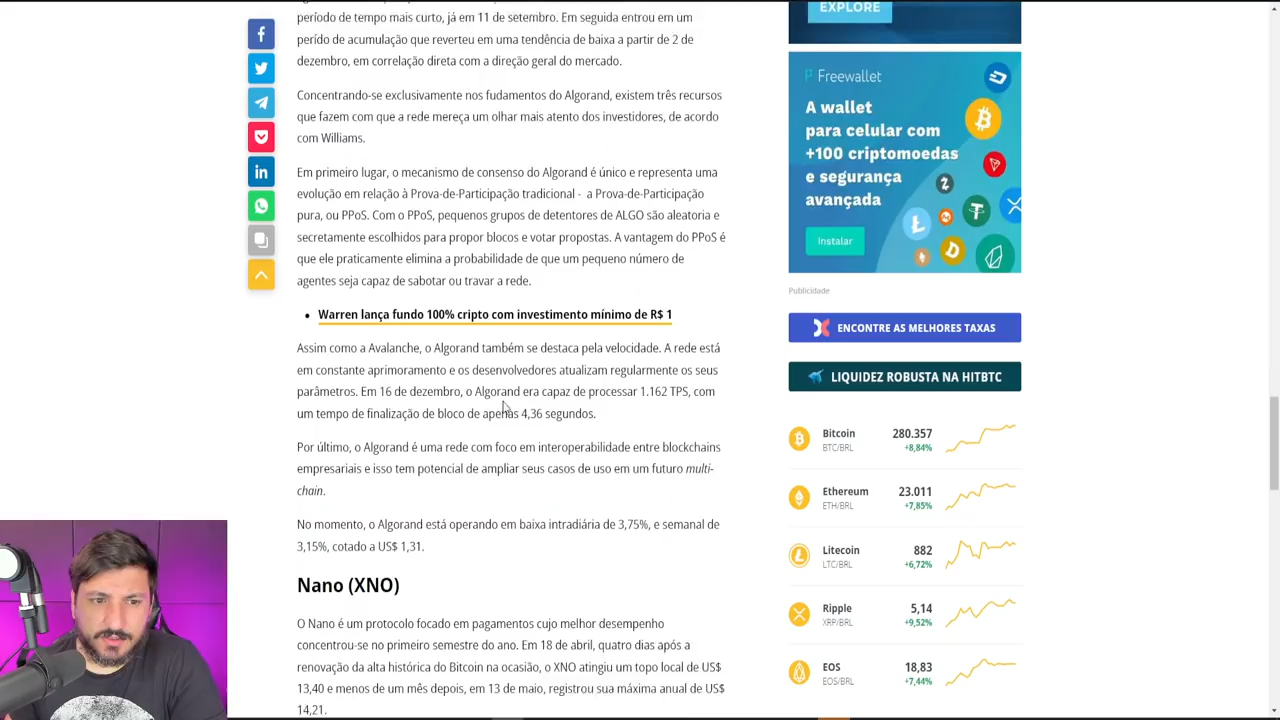 período de tempo mais curto, já em 11 de setembro. Em seguida entrou em um
perído de acumulação que reverteu em uma tendência de baixa a partir de 2 de
dezembro, em correlação direta com a direção geral do mercado.
Concentrando-se exclusivamente nos fudamentos do Algorand, existem três recursos
que fazem com que a rede mereça um olhar mais atento dos investidores, de acordo
com Williams.
Em primeiro lugar, o mecanismo de consenso do Algorand é único e representa uma
evolução em relação à Prova-de-Participação tradicional - a Prova-de-Participação
pura, ou PPoS. Com o PPoS, pequenos grupos de detentores de ALGO são aleatoria e
secretamente escolhidos para propor blocos e votar propostas. A vantagem do PPoS é
que ele praticamente elimina a probabilidade de que um pequeno número de
agentes seja capaz de sabotar ou travar a rede.
• Warren lança fundo 100% cripto com investimento mínimo de R$ 1
Assim como a Avalanche, o Algorand também se destaca pela velocidade. A rede está
em constante aprimoramento e os desenvolvedores atualizam regularmente os seus
parâmetros. Em 16 de dezembro, o Algorand era capaz de processar 1.162 TPS, com
um tempo de finalização de bloco de apenas 4,36 segundos.
Por último, o Algorand é uma rede com foco em interoperabilidade entre blockchains
empresariais e isso tem potencial de ampliar seus casos de uso em um futuro multi-
chain.
No momento, o Algorand está operando em baixa intradiária de 3,75%, e semanal de
3,15%, cotado a US$ 1,31.
Nano (XNO)
O Nano é um protocolo focado em pagamentos cujo melhor desempenho
concentrou-se no primeiro semestre do ano. Em 18 de abril, quatro dias após a
renovação da alta histórica do Bitcoin na ocasião, o XNO atingiu um topo local de US$
13,40 e menos de um mês depois, em 13 de maio, registrou sua máxima anual de US$
14,21.
EXPLORE
Freewallet
A wallet
para celular com
+100 criptomoedas
e segurança
avançada
Instalar
Publicidade
ENCONTRE AS MELHORES TAXAS
LIQUIDEZ ROBUSTA NA HITBTC
Bitcoin 280.357
BTC/BRL +8,84%
Ethereum 23.011
ETH/BRL +7,85%
Litecoin 882
LTC/BRL +6,72%
Ripple 5,14
XRP/BRL +9,52%
EOS 18,83
EOS/BRL +7,44%